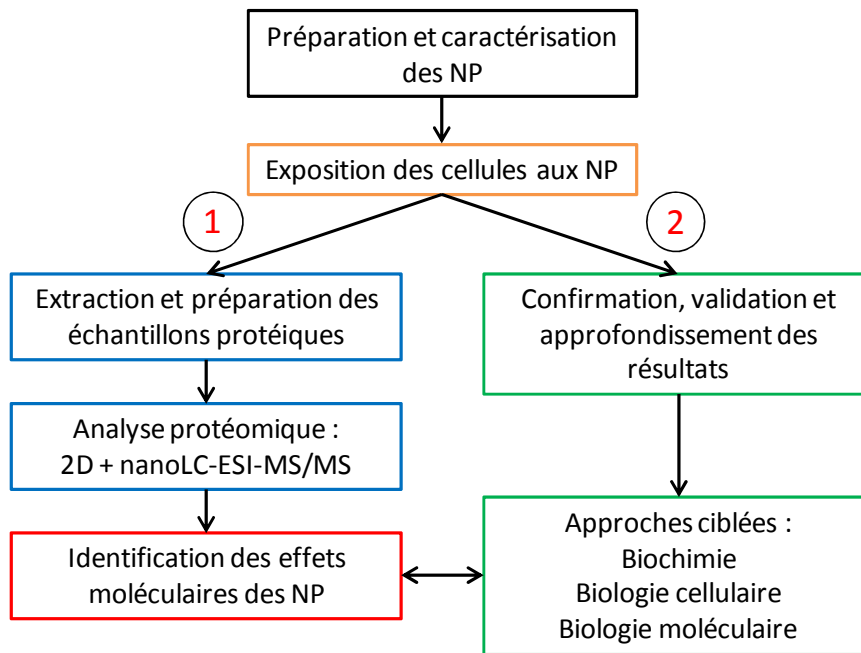 Préparation et caractérisation
des NP
Exposition des cellules aux NP
1
2
Extraction et préparation des
échantillons protéiques
Confirmation, validation et
approfondissement des
résultats
Analyse protéomique :
2D + nanoLC-ESI-MS/MS
Identification des effets
moléculaires des NP
Approches ciblées :
Biochimie
Biologie cellulaire
Biologie moléculaire